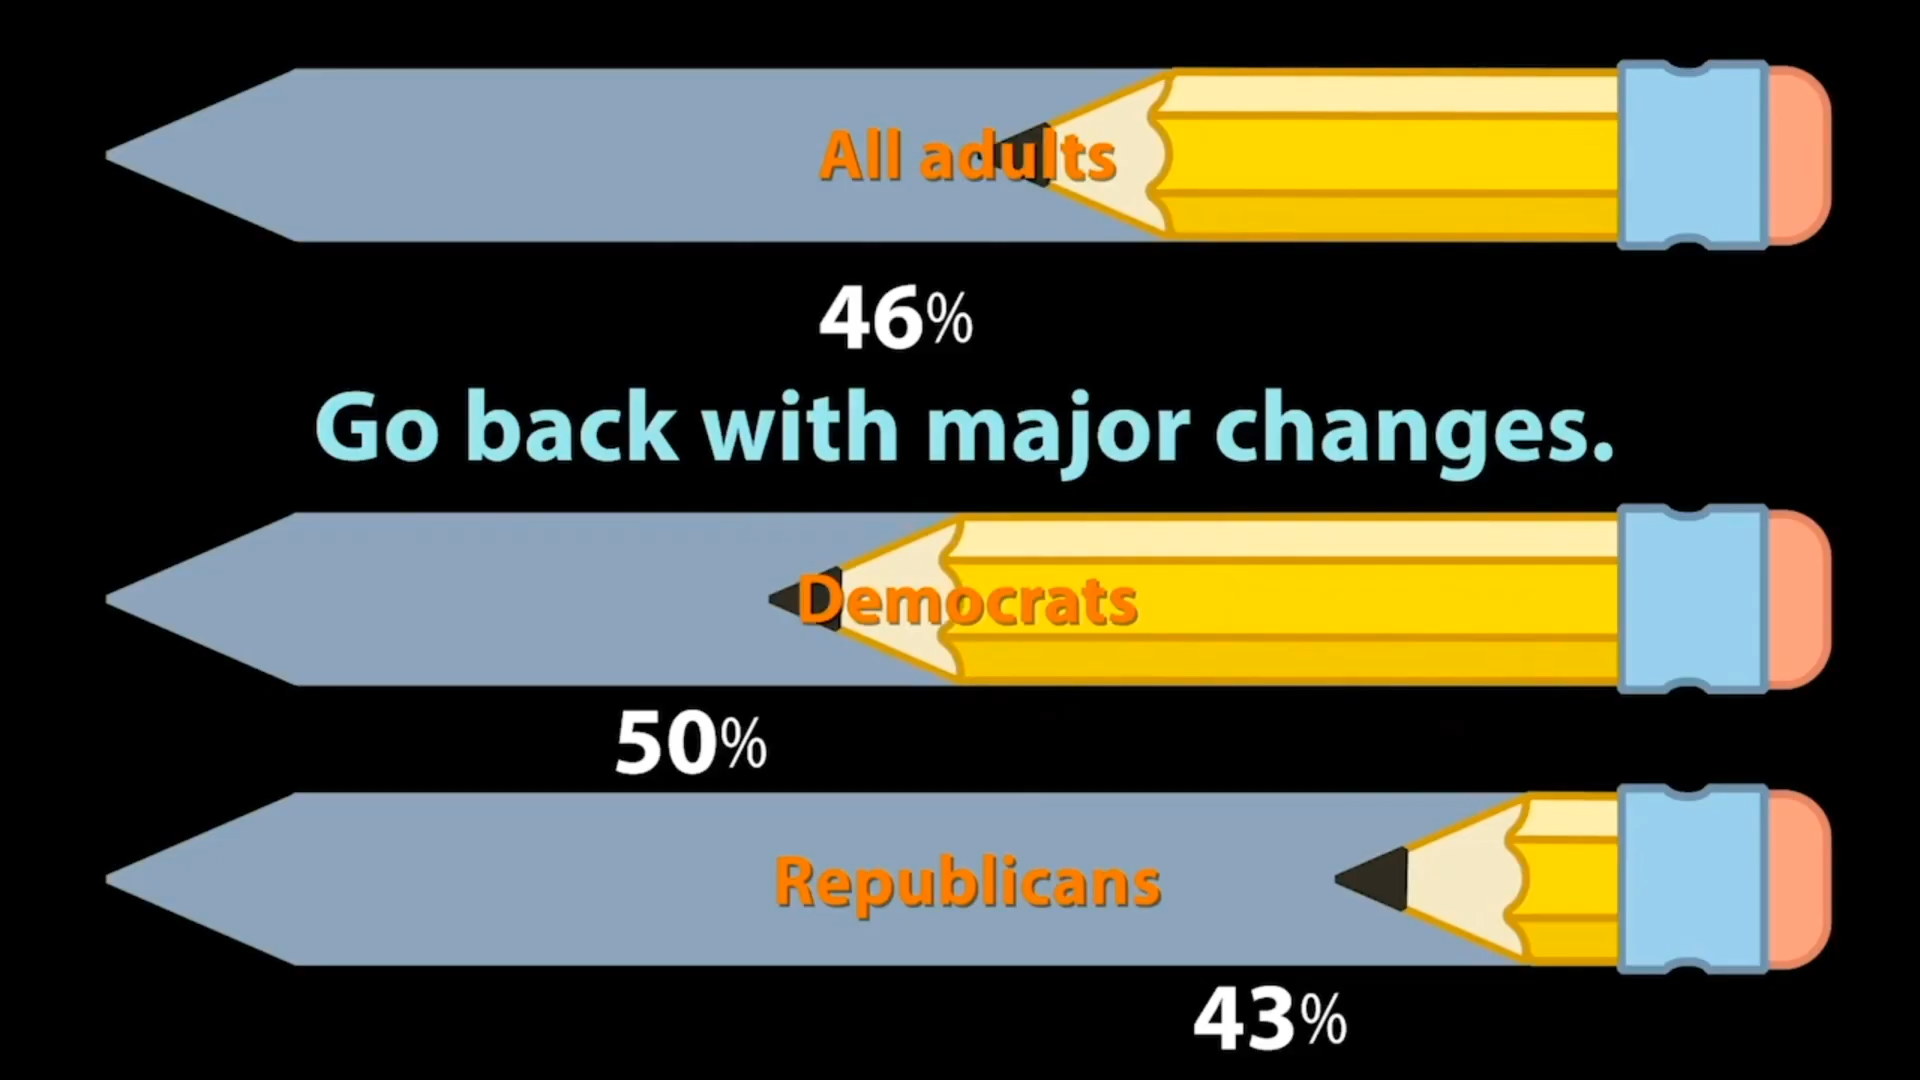 All adults
46%
Go back with major changes.
Democrats
50%
Republicans
43%